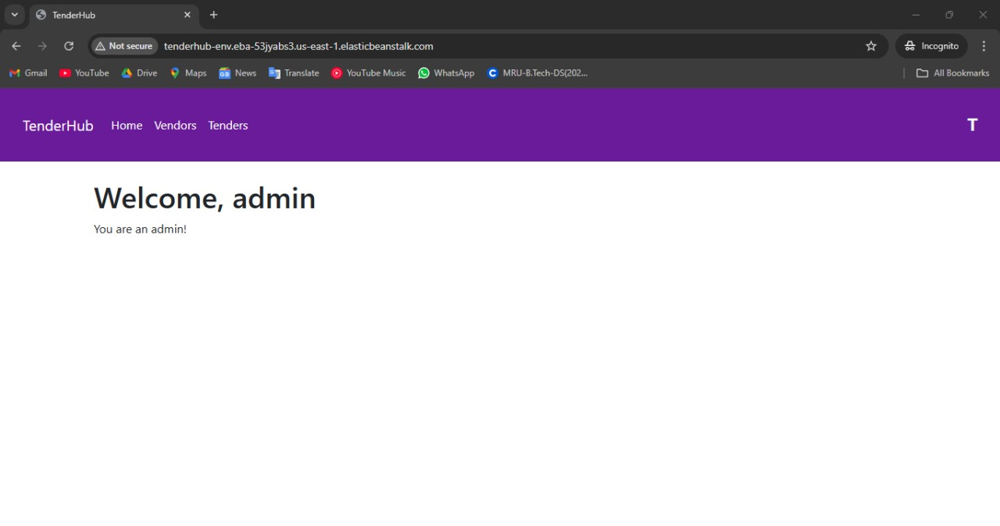 TenderHub
Not secure
tenderhub-env.eba-53jyabs3.us-east-1.elasticbeanstalk.com
Incognito
Gmail YouTube Drive Maps News Translate YouTube Music WhatsApp MRU-B.Tech-DS(202... All Bookmarks
TenderHub Home Vendors Tenders T
Welcome, admin
You are an admin!